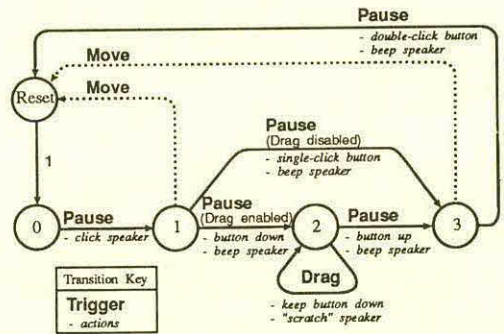 Pause
- double-click button
- beep speaker
Move
Move
Reset
1
Pause
(Drag disabled)
- single-click button
- beep speaker
0
Pause
- click speaker
1
Pause
(Drag enabled)
- button down
- beep speaker
2
Pause
- button up
- beep speaker
3
Drag
- keep button down
- "scratch" speaker
Transition Key
Trigger
- actions